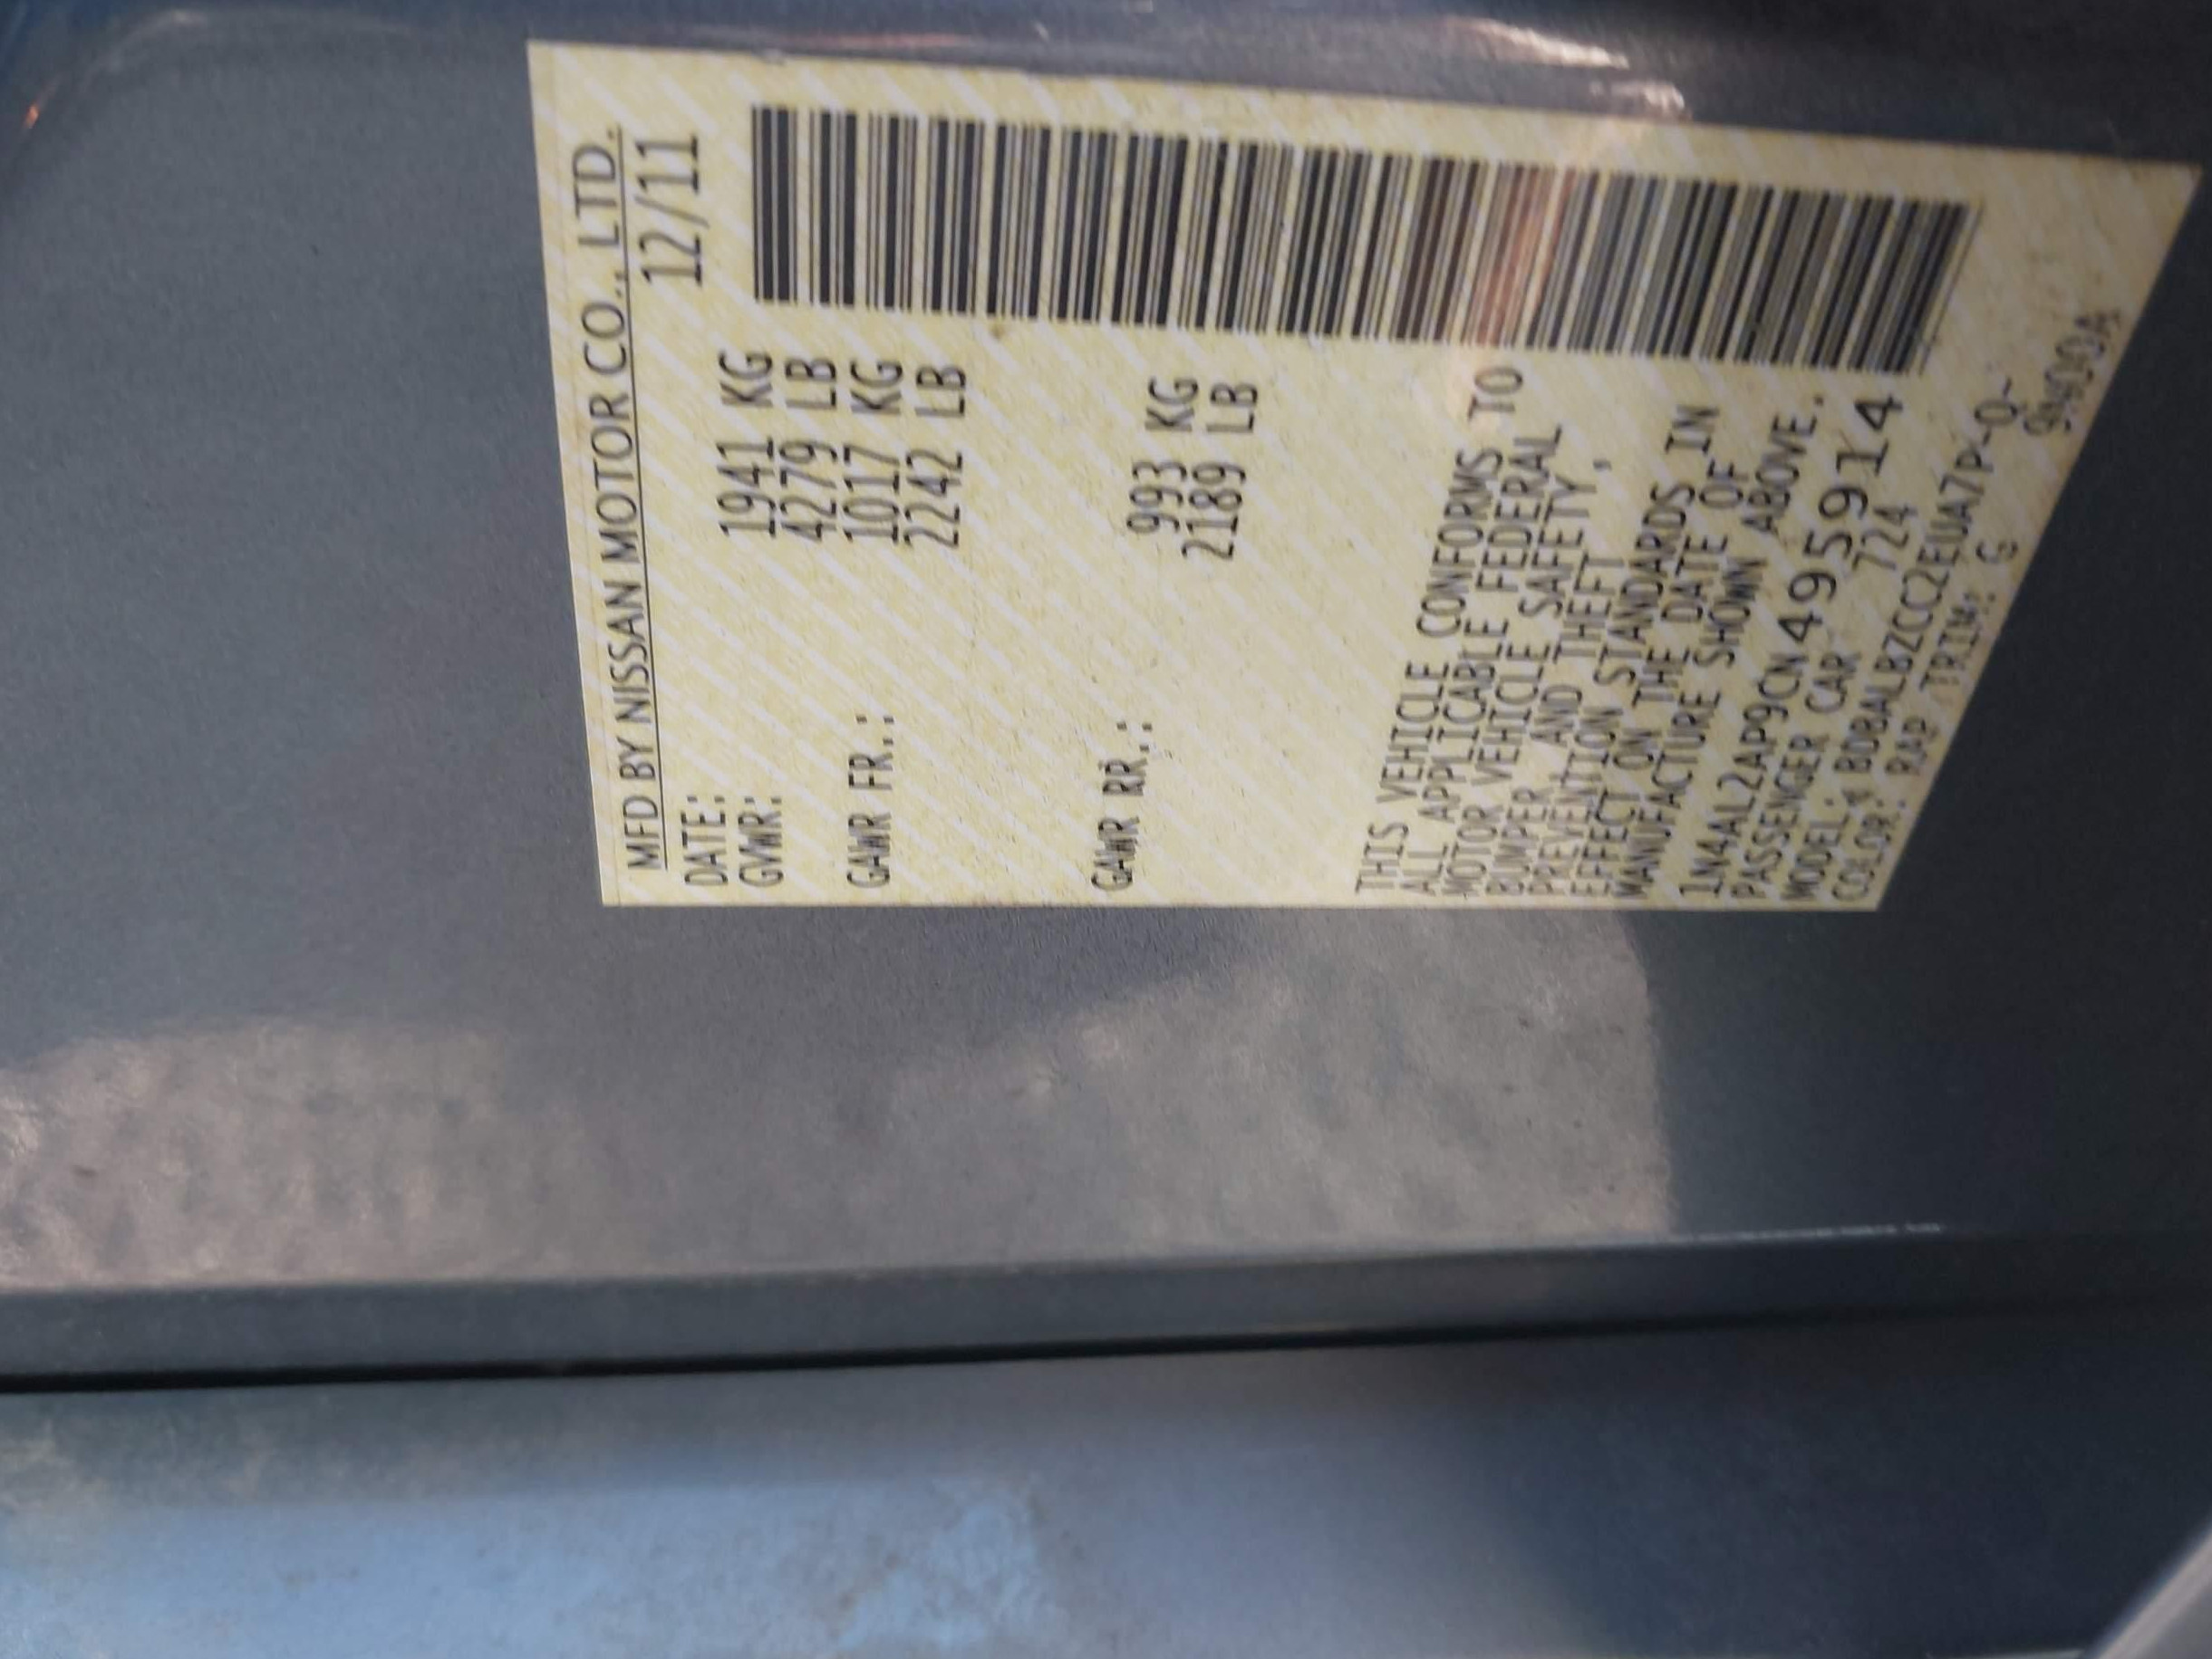 MFD BY NISSAN MOTOR CO., LTD.
DATE: 12/11
GVWR: 1941 KG
4279 LB
GAWR FR.: 1017 KG
2242 LB
GAWR RR.: 993 KG
2189 LB
THIS VEHICLE CONFORMS TO
ALL APPLICABLE FEDERAL
MOTOR VEHICLE SAFETY,
BUMPER AND THEFT
PREVENTION STANDARDS IN
EFFECT ON THE DATE OF
MANUFACTURE SHOWN ABOVE.
1N4AL2AP9CN495914
PASSENGER CAR 724
MODEL: BDBALBZCC2EUA7P-Q-
COLOR: RAB /TRIM: G